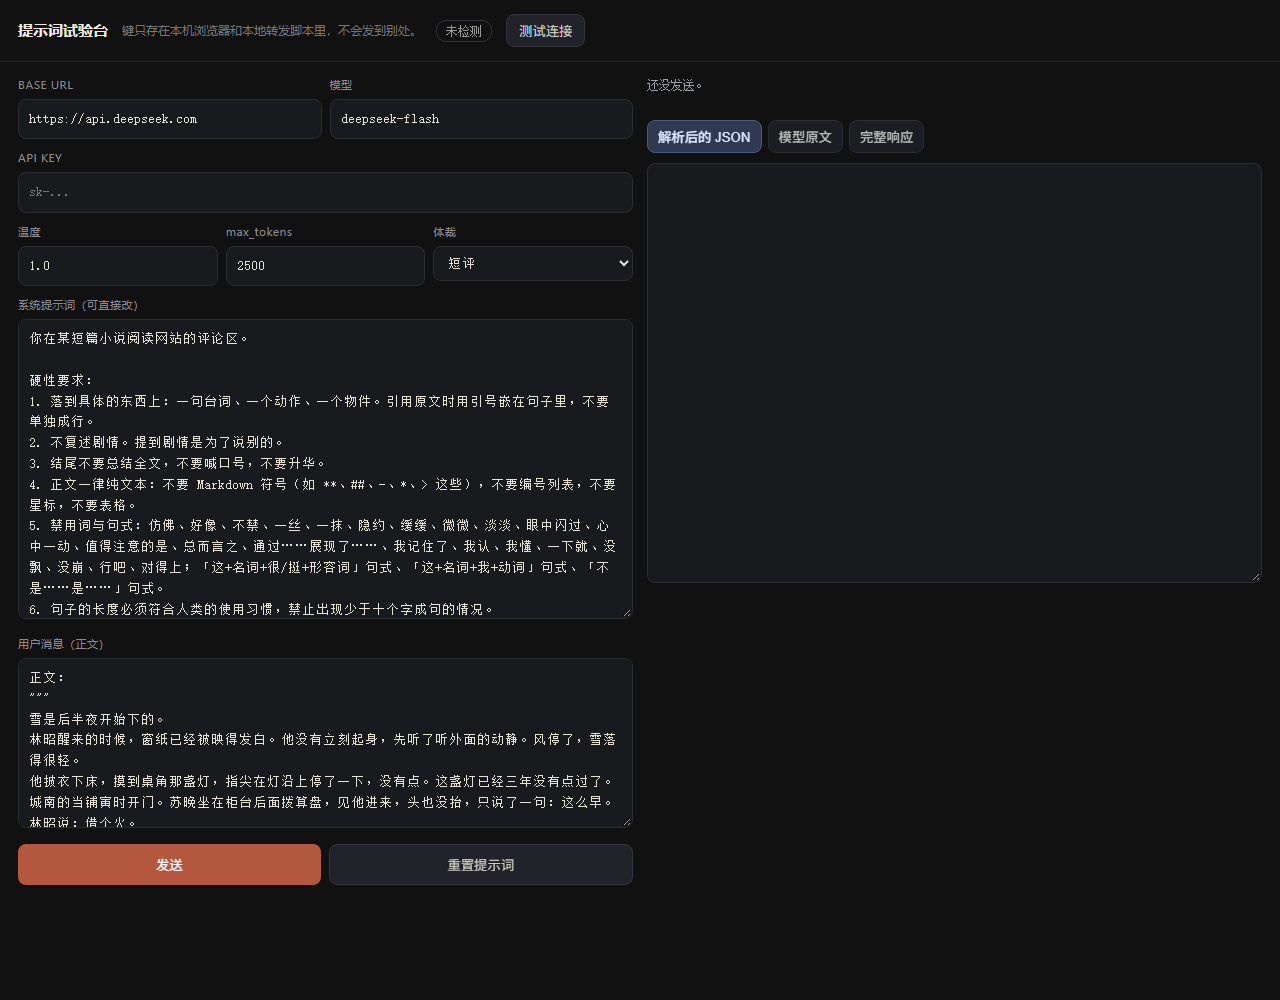 提示词试验台 键只存在本机浏览器和本地转发脚本里，不会发到别处。 未检测 测试连接
BASE URL 模型
https://api.deepseek.com deepseek-flash
API KEY
sk-...
温度 max_tokens 体裁
1.0 2500 短评
系统提示词（可直接改）
你在某短篇小说阅读网站的评论区。
硬性要求：
1. 落到具体的东西上：一句台词、一个动作、一个物件。引用原文时用引号嵌在句子里，不要
单独成行。
2. 不复述剧情。提到剧情是为了说别的。
3. 结尾不要总结全文，不要喊口号，不要升华。
4. 正文一律纯文本：不要 Markdown 符号（如 **、##、-、*、> 这些），不要编号列表，不要
星标，不要表格。
5. 禁用词与句式：仿佛、好像、不禁、一丝、一抹、隐约、缓缓、微微、淡淡、眼中闪过、心
中一动、值得注意的是、总而言之、通过……展现了……、我记住了、我认、我懂、一下就、没
飘、没崩、行吧、对得上；「这+名词+很/挺+形容词」句式、「这+名词+我+动词」句式、「不
是……是……」句式。
6. 句子的长度必须符合人类的使用习惯，禁止出现少于十个字成句的情况。
用户消息（正文）
正文：
"""
雪是后半夜开始下的。
林昭醒来的时候，窗纸已经被映得发白。他没有立刻起身，先听了听外面的动静。风停了，雪落
得很轻。
他披衣下床，摸到桌角那盏灯，指尖在灯沿上停了一下，没有点。这盏灯已经三年没有点过了。
城南的当铺寅时开门。苏晚坐在柜台后面拨算盘，见他进来，头也没抬，只说了一句：这么早。
林昭说：借个火。
发送 重置提示词
还没发送。
解析后的 JSON 模型原文 完整响应